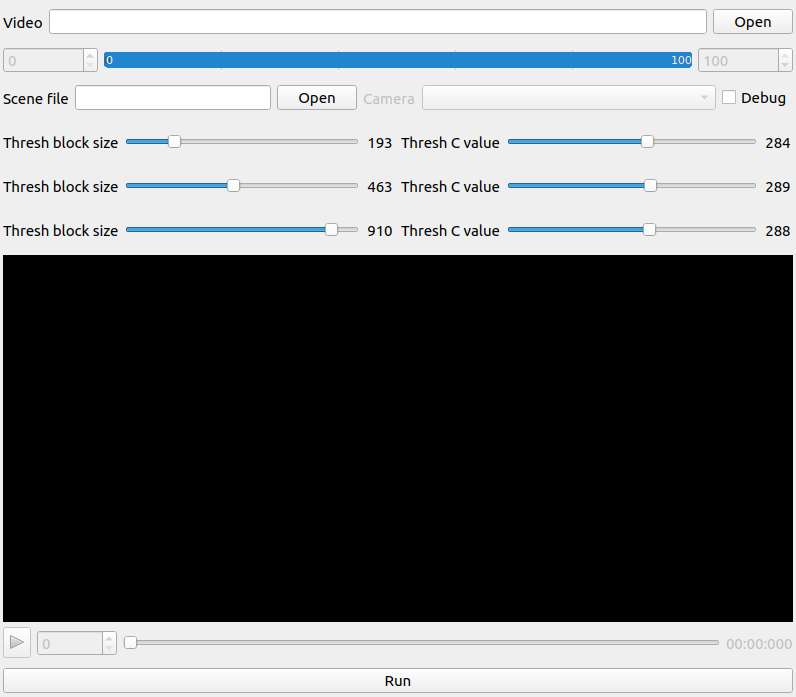 Video Open
0 0 100 100
Scene file Open Camera Debug
Thresh block size 193 Thresh C value 284
Thresh block size 463 Thresh C value 289
Thresh block size 910 Thresh C value 288
0 00:00:000
Run